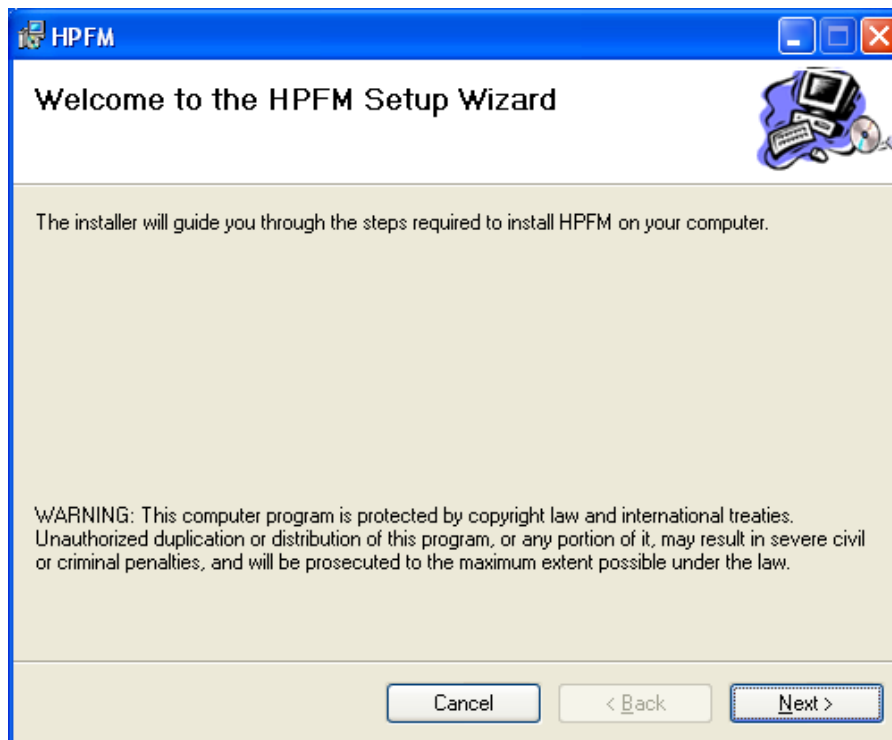 HPFM
Welcome to the HPFM Setup Wizard
The installer will guide you through the steps required to install HPFM on your computer.
WARNING: This computer program is protected by copyright law and international treaties.
Unauthorized duplication or distribution of this program, or any portion of it, may result in severe civil
or criminal penalties, and will be prosecuted to the maximum extent possible under the law.
Cancel
< Back
Next >